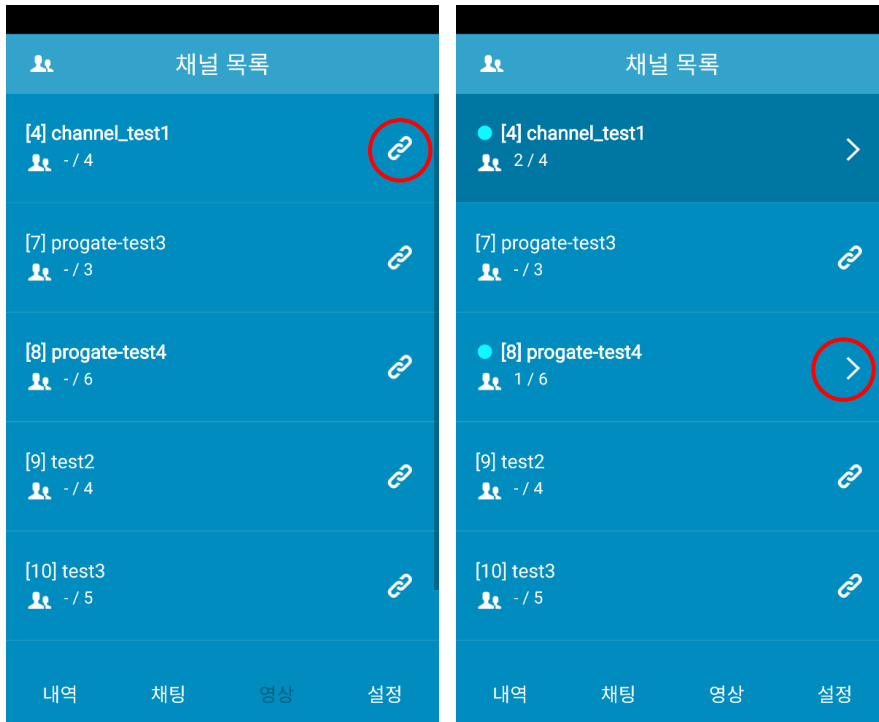 채널 목록
[4] channel_test1
- / 4
[7] progate-test3
- / 3
[8] progate-test4
- / 6
[9] test2
- / 4
[10] test3
- / 5
내역 채팅 영상 설정
채널 목록
[4] channel_test1
2 / 4
[7] progate-test3
- / 3
[8] progate-test4
1 / 6
[9] test2
- / 4
[10] test3
- / 5
내역 채팅 영상 설정